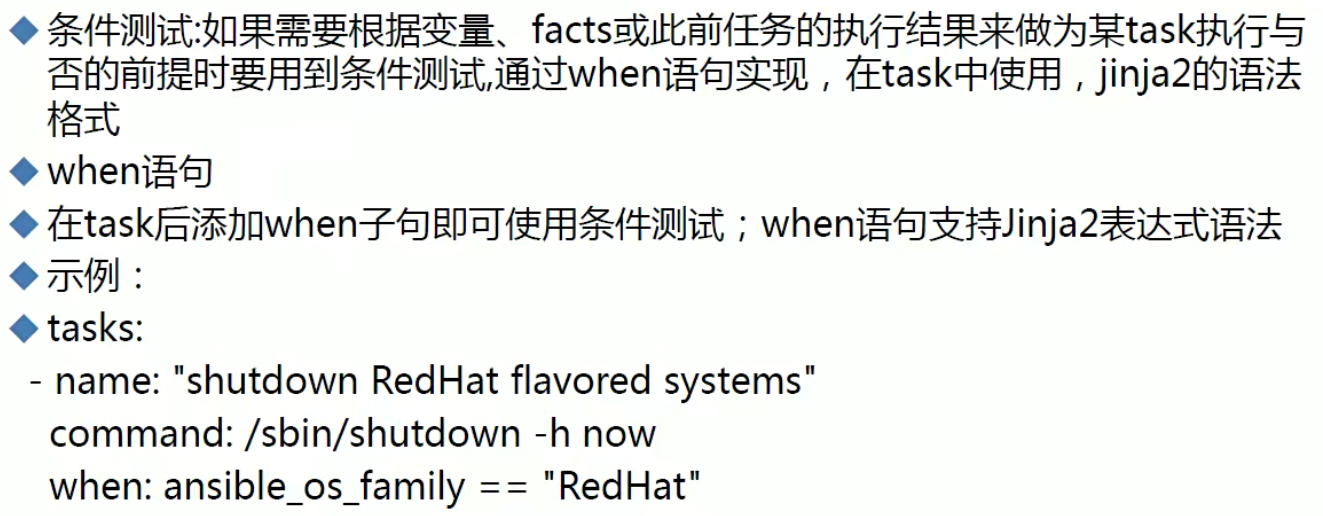 ◆ 条件测试:如果需要根据变量、facts或此前任务的执行结果来做为某task执行与
否的前提时要用到条件测试,通过when语句实现，在task中使用，jinja2的语法
格式
◆ when语句
◆ 在task后添加when子句即可使用条件测试；when语句支持Jinja2表达式语法
◆ 示例：
◆ tasks:
- name: "shutdown RedHat flavored systems"
command: /sbin/shutdown -h now
when: ansible_os_family == "RedHat"